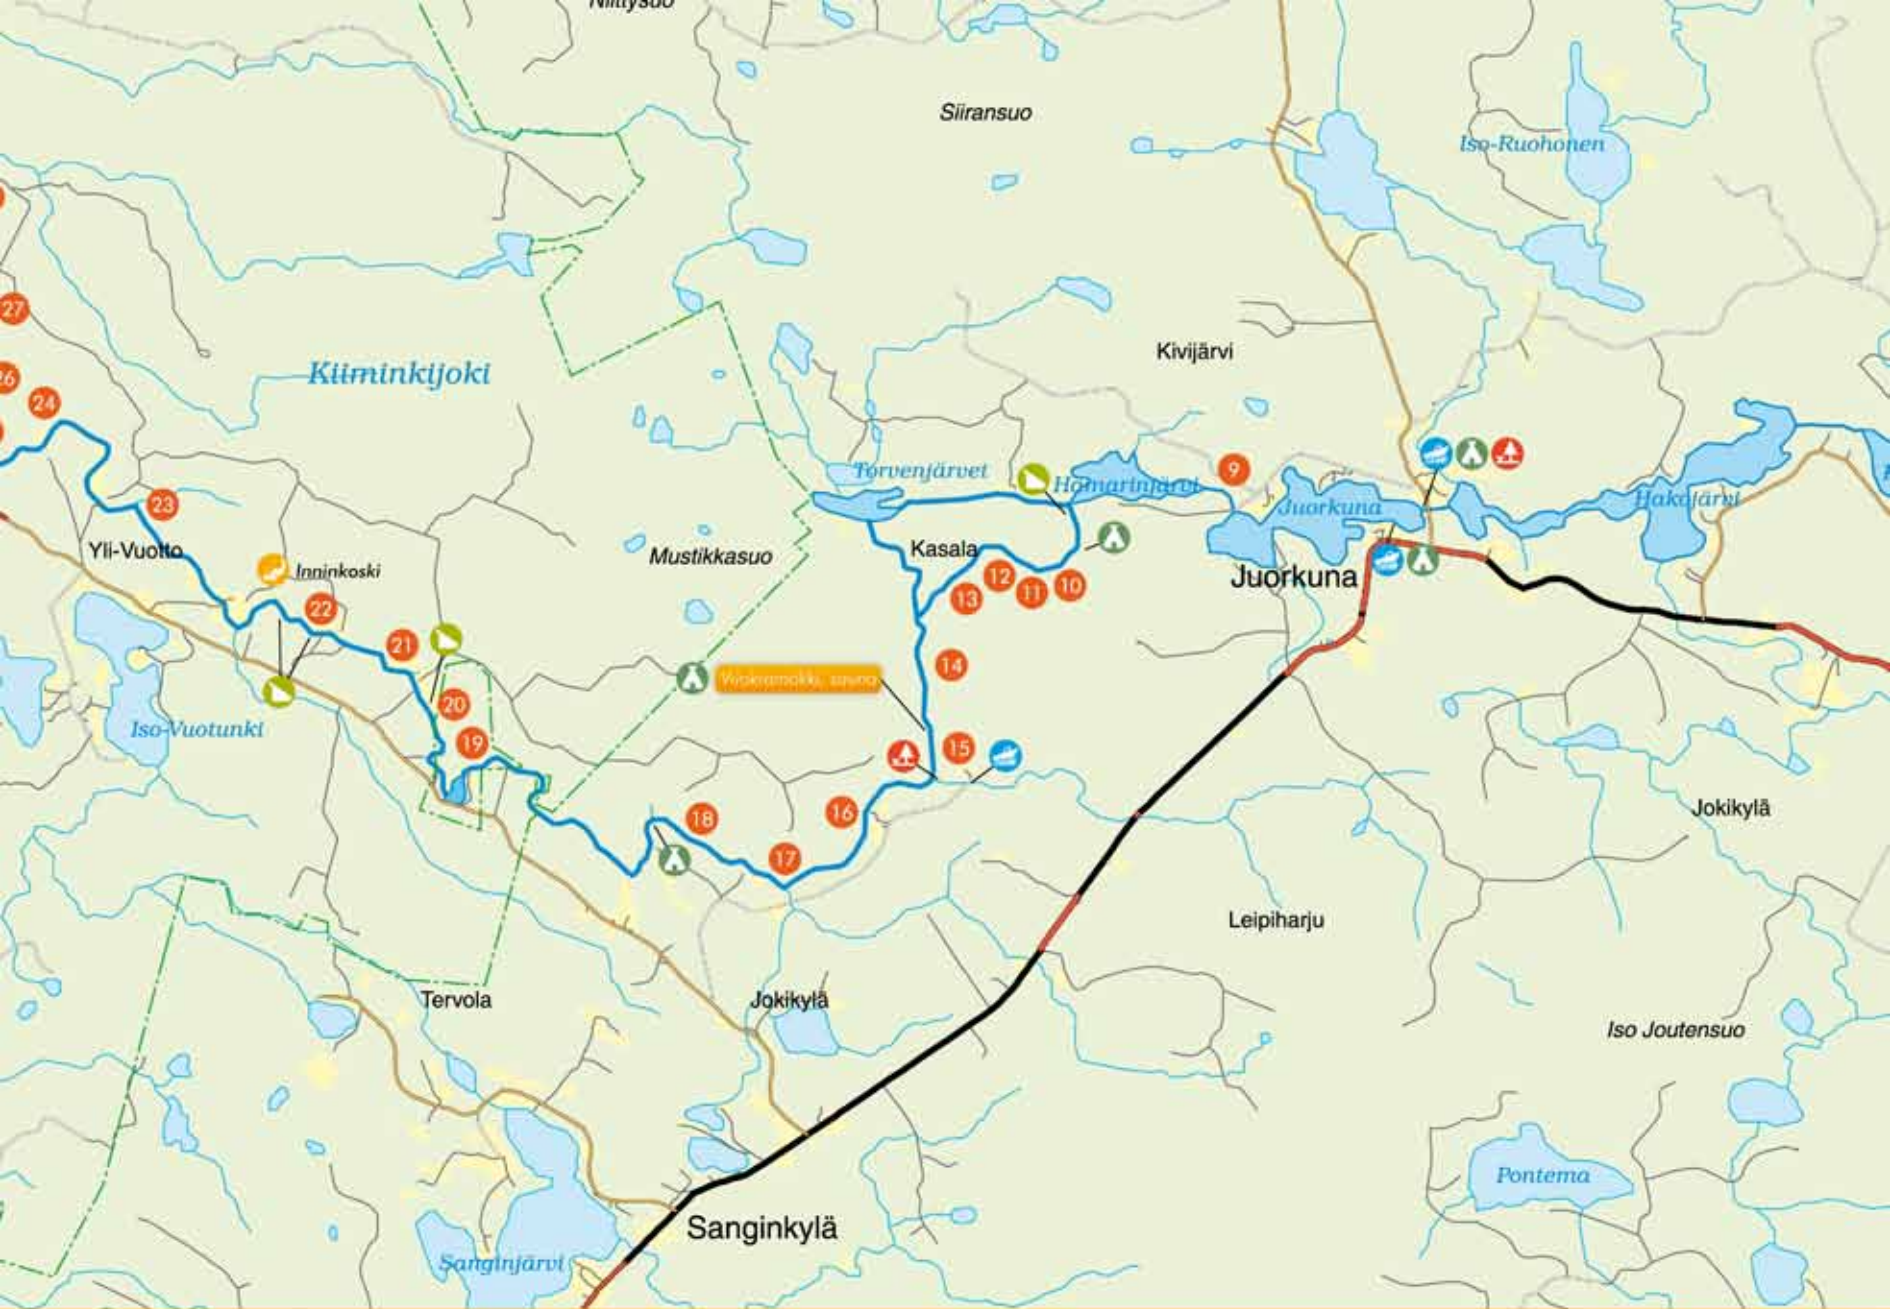 Niittysuo
Siiransuo
Iso-Ruohonen
27
Kivijärvi
Kiiminkijoki
26
24
9
Torvenjärvet
Homarinjärvi
Juorkuna
Hakojärvi
23
Yli-Vuotto
Inninkoski
Mustikkasuo
Kasala
Juorkuna
12
11
10
13
22
21
14
20
19
15
Iso-Vuotunki
18
16
17
Jokikylä
Leipiharju
Tervola
Jokikylä
Iso Joutensuo
Pontema
Sanginkylä
Sanginjärvi